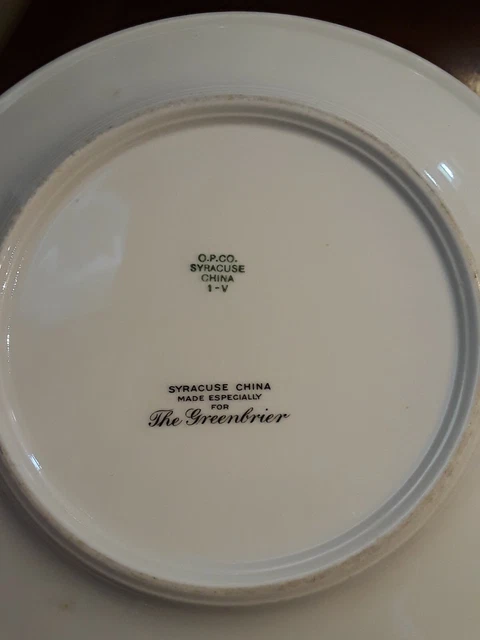 O.P.CO.
SYRACUSE
CHINA
1-V
SYRACUSE CHINA
MADE ESPECIALLY
FOR
The Greenbrier